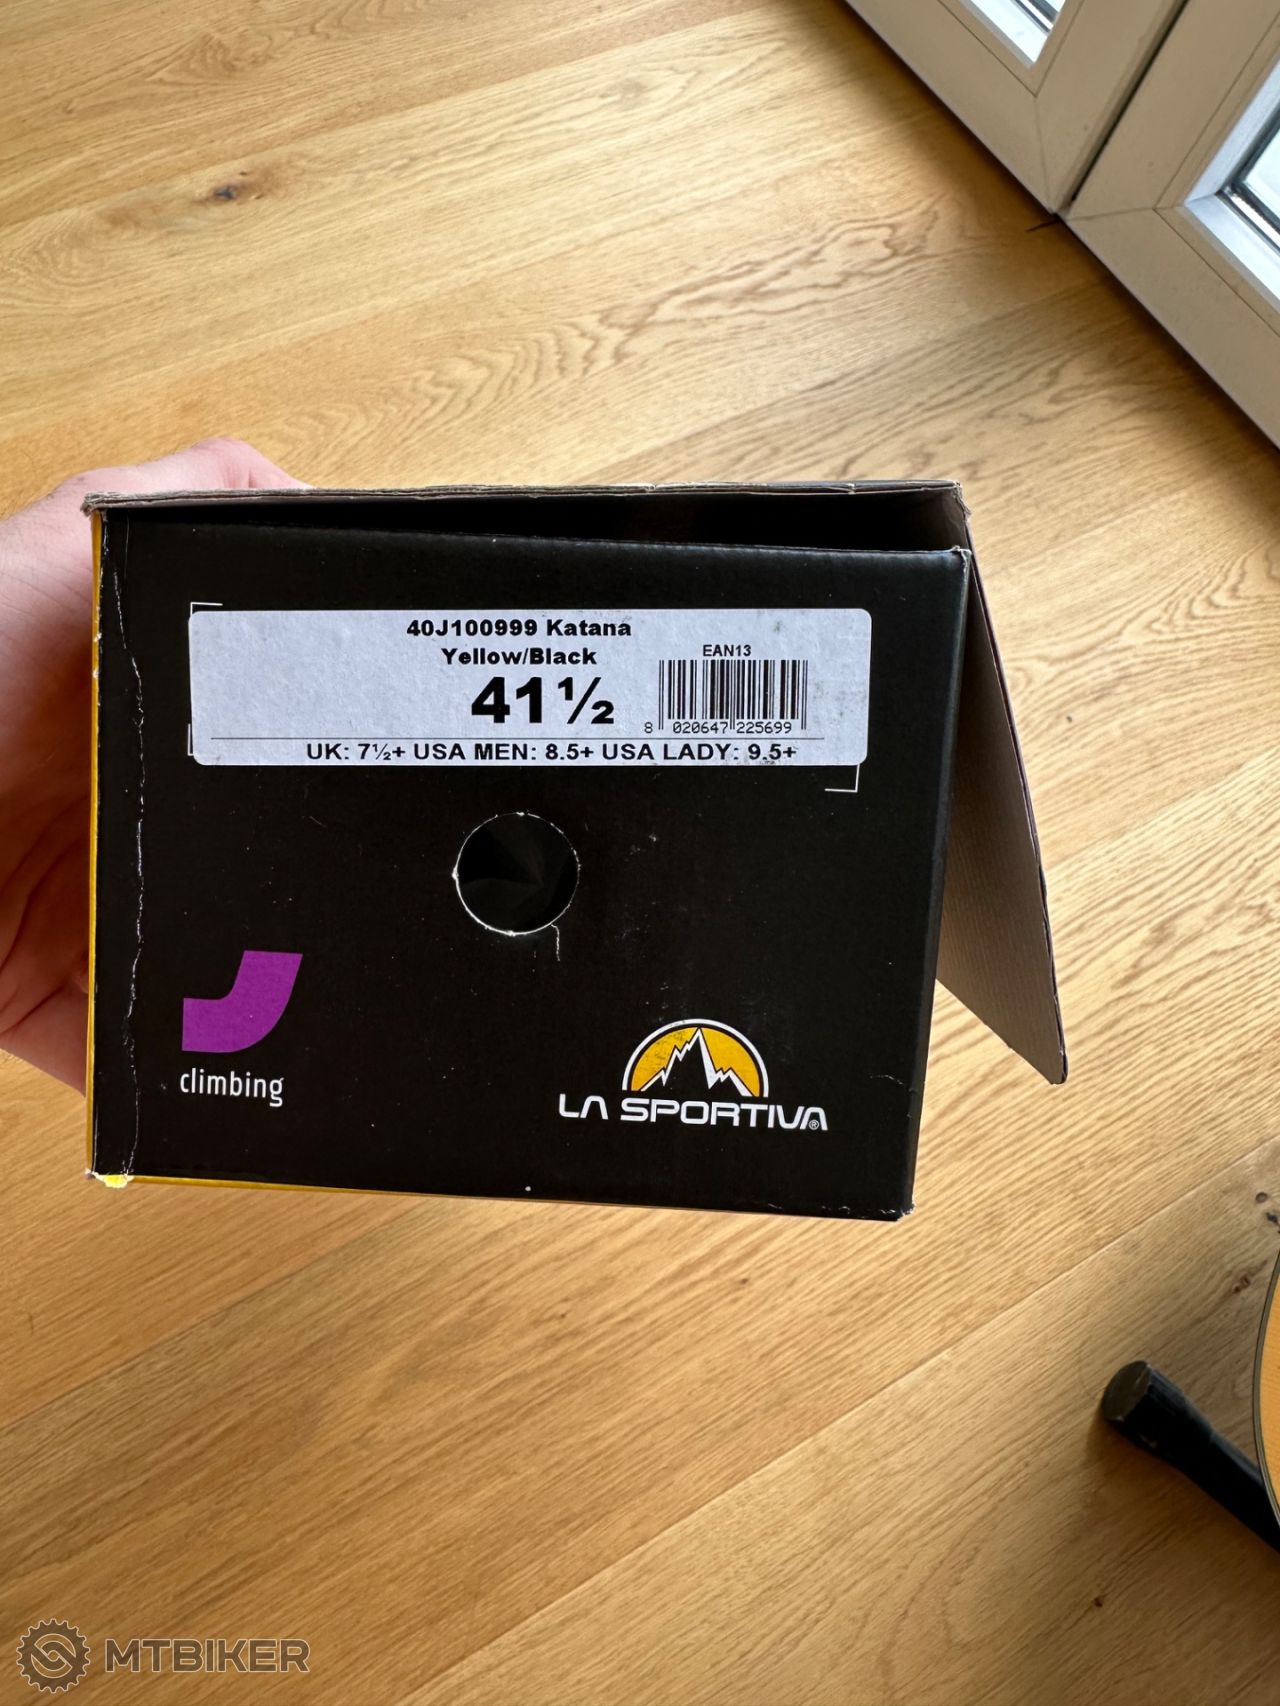 40J100999 Katana
Yellow/Black
EAN13
41½
8 020647 225699
UK: 7½+ USA MEN: 8.5+ USA LADY: 9.5+
climbing
LA SPORTIVA®
MTBIKER